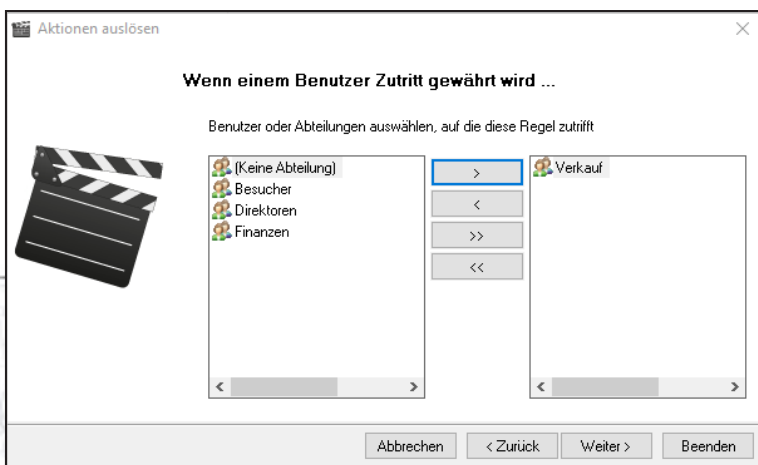 Aktionen auslösen
Wenn einem Benutzer Zutritt gewährt wird ...
Benutzer oder Abteilungen auswählen, auf die diese Regel zutrifft
(Keine Abteilung)
Besucher
Direktoren
Finanzen
>
<
>>
<<
Verkauf
Abbrechen < Zurück Weiter > Beenden